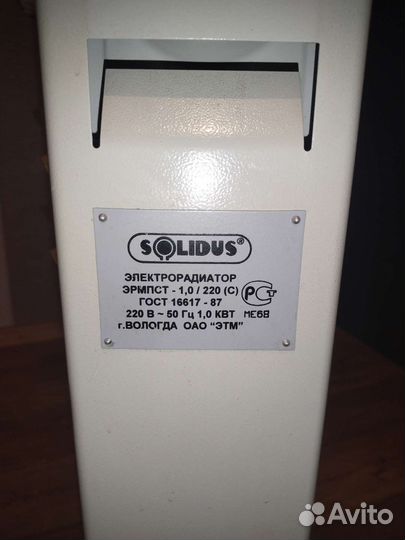 SOLIDUS®
ЭЛЕКТРОРАДИАТОР
ЭРМПСТ - 1,0 / 220 (С)
ГОСТ 16617 - 87
220 В ~ 50 Гц 1,0 КВТ
г.ВОЛОГДА ОАО "ЭТМ"
РСТ
МЕ68
Avito